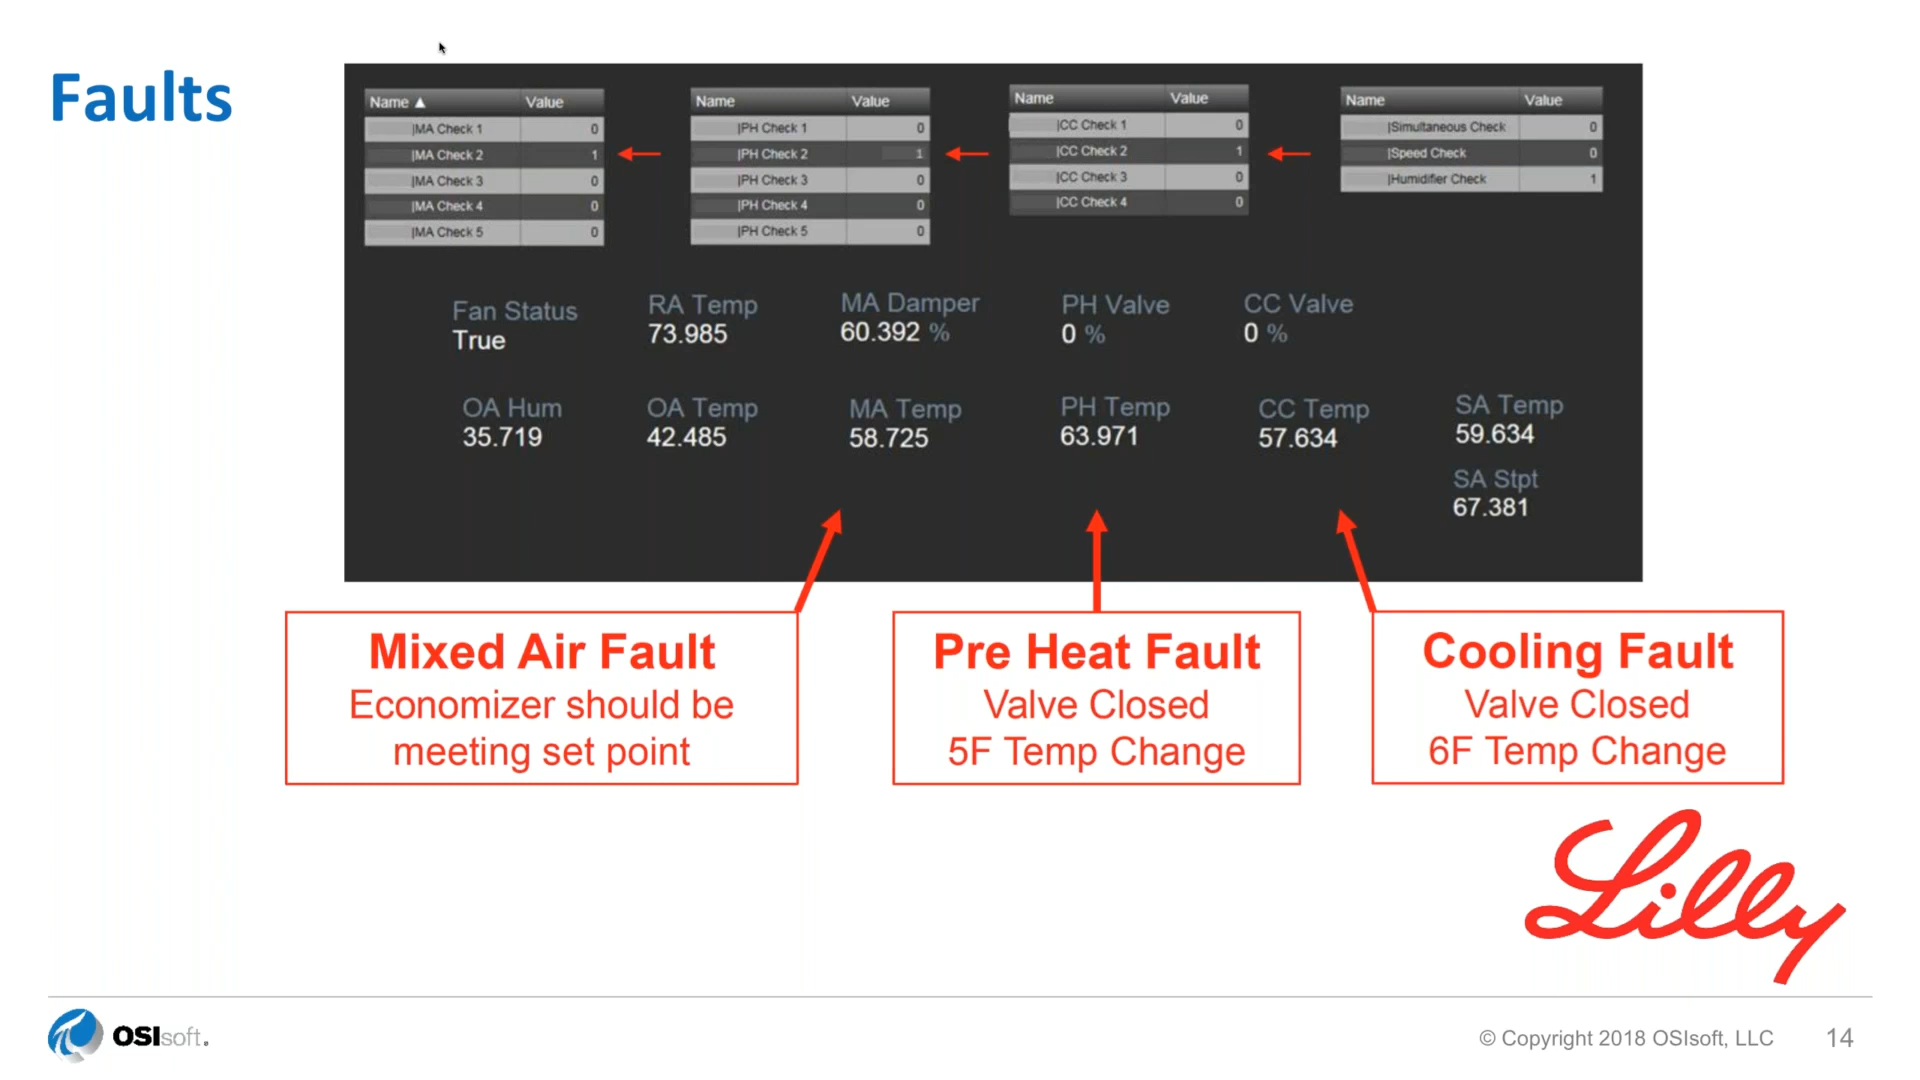 Faults
Name ▲ Value
|MA Check 1 0
|MA Check 2 1
|MA Check 3 0
|MA Check 4 0
|MA Check 5 0
Name Value
|PH Check 1 0
|PH Check 2 1
|PH Check 3 0
|PH Check 4 0
|PH Check 5 0
Name Value
|CC Check 1 0
|CC Check 2 1
|CC Check 3 0
|CC Check 4 0
Name Value
|Simultaneous Check 0
|Speed Check 0
|Humidifier Check 1
Fan Status
True
RA Temp
73.985
MA Damper
60.392 %
PH Valve
0 %
CC Valve
0 %
OA Hum
35.719
OA Temp
42.485
MA Temp
58.725
PH Temp
63.971
CC Temp
57.634
SA Temp
59.634
SA Stpt
67.381
Mixed Air Fault
Economizer should be
meeting set point
Pre Heat Fault
Valve Closed
5F Temp Change
Cooling Fault
Valve Closed
6F Temp Change
Lilly
OSIsoft.
© Copyright 2018 OSIsoft, LLC 14